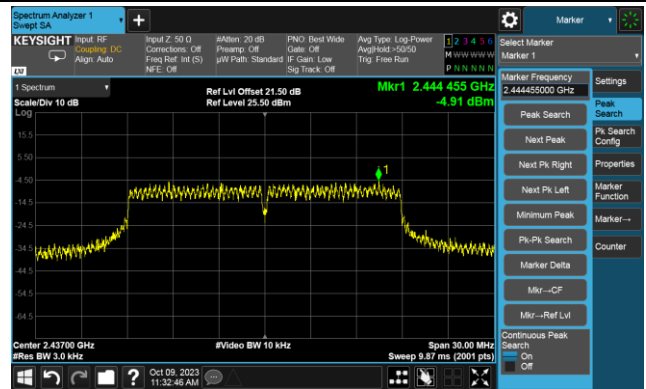 Spectrum Analyzer 1
Swept SA
Marker
KEYSIGHT
Input: RF
Coupling: DC
Align: Auto
Input Z: 50 Ω
Corrections: Off
Freq Ref: Int (S)
NFE: Off
#Atten: 20 dB
Preamp: Off
µW Path: Standard
PNO: Best Wide
Gate: Off
IF Gain: Low
Sig Track: Off
Avg Type: Log-Power
Avg|Hold:>50/50
Trig: Free Run
1 2 3 4 5 6
M W W W W W
P N N N N N
LXI
Select Marker
Marker 1
1 Spectrum
Scale/Div 10 dB
Log
Ref Lvl Offset 21.50 dB
Ref Level 25.50 dBm
Mkr1 2.444 455 GHz
-4.91 dBm
15.5
5.50
-4.50
-14.5
-24.5
-34.5
-44.5
-54.5
-64.5
1
Center 2.43700 GHz
#Res BW 3.0 kHz
#Video BW 10 kHz
Span 30.00 MHz
Sweep 9.87 ms (2001 pts)
Marker Frequency
2.444455000 GHz
Peak Search
Next Peak
Next Pk Right
Next Pk Left
Minimum Peak
Pk-Pk Search
Marker Delta
Mkr→CF
Mkr→Ref Lvl
Continuous Peak
Search
On
Off
Settings
Peak
Search
Pk Search
Config
Properties
Marker
Function
Marker→
Counter
?
Oct 09, 2023
11:32:46 AM